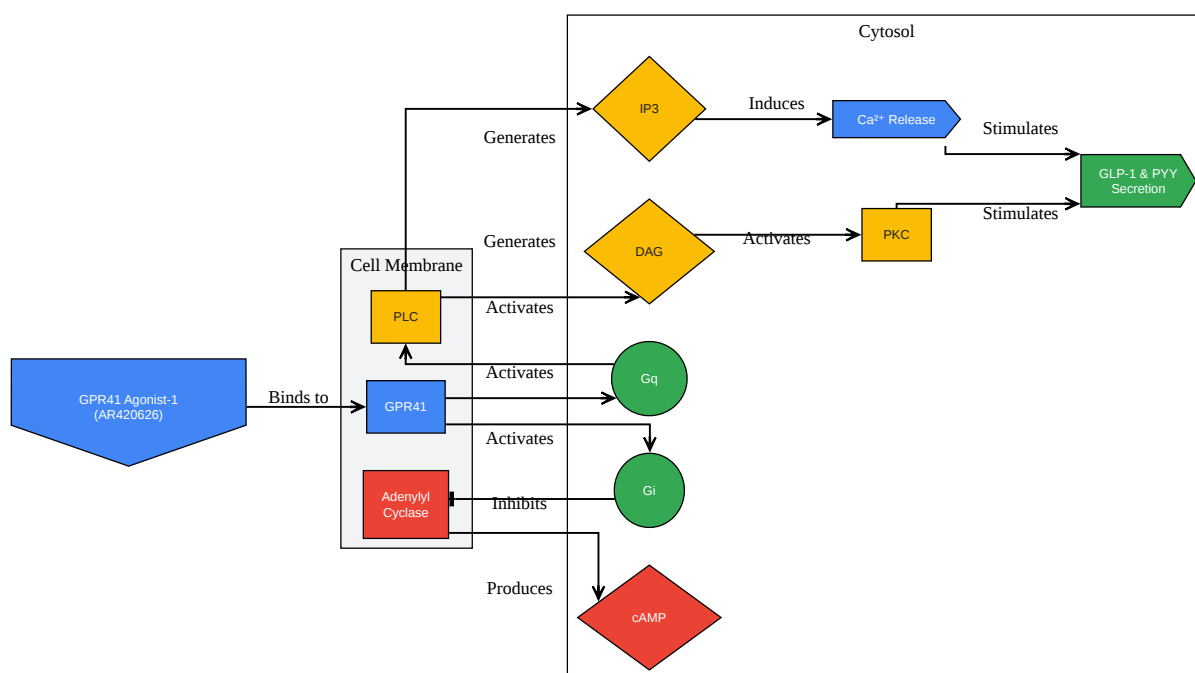 Cytosol
IP3
Induces
Ca²⁺ Release
Stimulates
Generates
GLP-1 & PYY
Secretion
Stimulates
PKC
Activates
DAG
Generates
Cell Membrane
PLC
Activates
Activates
Gq
GPR41 Agonist-1
(AR420626)
Binds to
GPR41
Activates
Gi
Inhibits
Adenylyl
Cyclase
Produces
cAMP